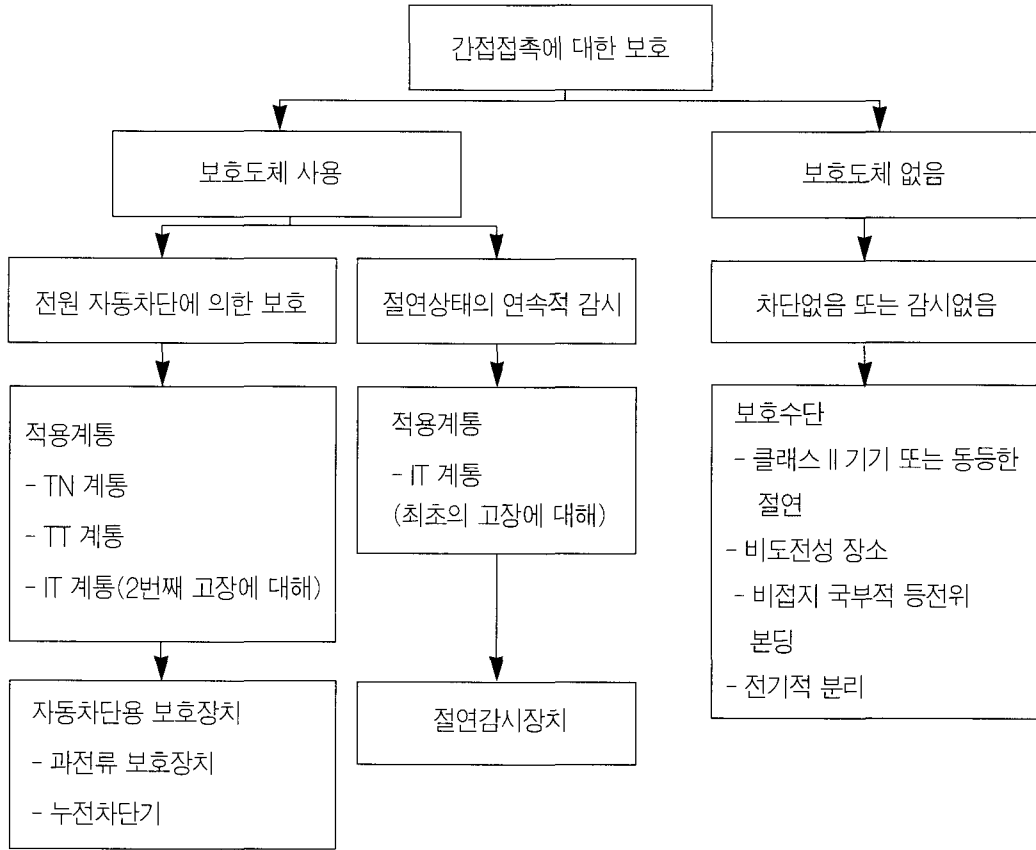 간접접촉에 대한 보호
보호도체 사용
보호도체 없음
전원 자동차단에 의한 보호
절연상태의 연속적 감시
차단없음 또는 감시없음
적용계통
- TN 계통
- TT 계통
- IT 계통(2번째 고장에 대해)
적용계통
- IT 계통
(최초의 고장에 대해)
보호수단
- 클래스 II 기기 또는 동등한
절연
- 비도전성 장소
- 비접지 국부적 등전위
본딩
- 전기적 분리
자동차단용 보호장치
- 과전류 보호장치
- 누전차단기
절연감시장치